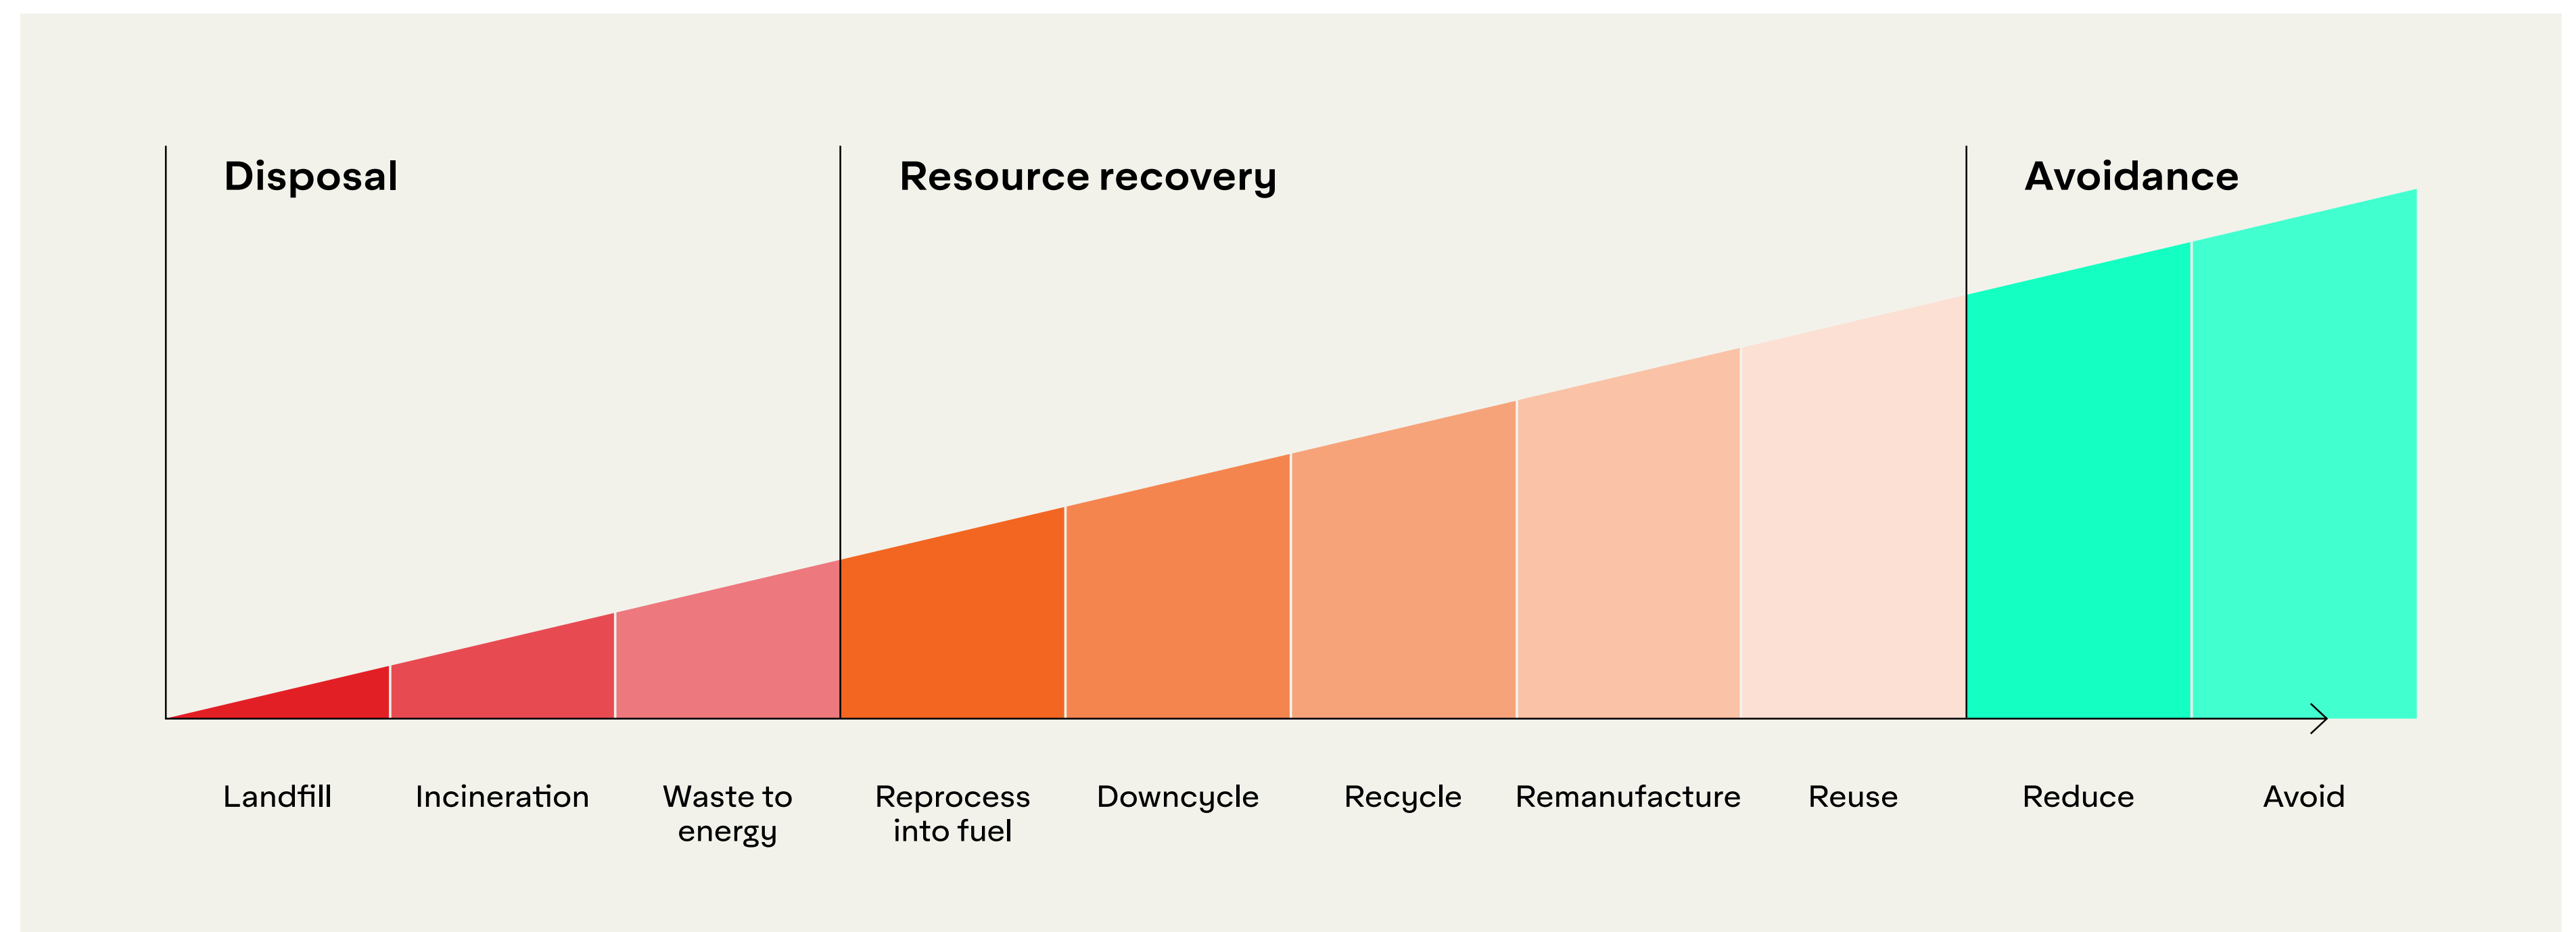 Disposal
Resource recovery
Avoidance
Landfill
Incineration
Waste to
energy
Reprocess
into fuel
Downcycle
Recycle
Remanufacture
Reuse
Reduce
Avoid